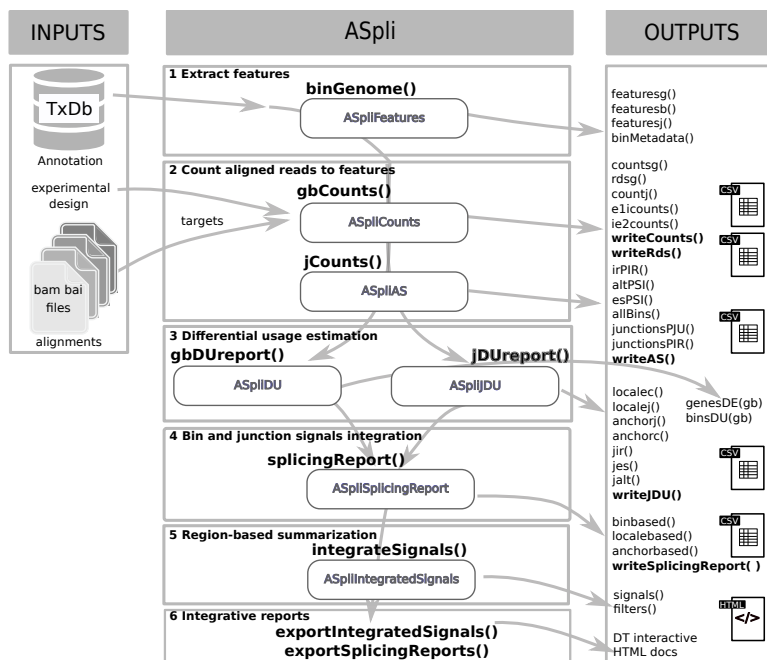 INPUTS
ASpli
OUTPUTS
TxDb
Annotation
experimental
design
targets
bam bai
files
alignments
1 Extract features
binGenome()
ASpliFeatures
2 Count aligned reads to features
gbCounts()
ASpliCounts
jCounts()
ASpliAS
3 Differential usage estimation
gbDUreport()
jDUreport()
ASpliDU
ASpliJDU
4 Bin and junction signals integration
splicingReport()
ASpliSplicingReport
5 Region-based summarization
integrateSignals()
ASpliIntegratedSignals
6 Integrative reports
exportIntegratedSignals()
exportSplicingReports()
featuresg()
featuresb()
featuresj()
binMetadata()
countsg()
rdsg()
countj()
e1icounts()
ie2counts()
writeCounts()
writeRds()
CSV
CSV
irPIR()
altPSI()
esPSI()
allBins()
junctionsPJU()
junctionsPIR()
writeAS()
CSV
genesDE(gb)
binsDU(gb)
localec()
localej()
anchorj()
anchorc()
jir()
jes()
jalt()
writeJDU()
CSV
binbased()
localebased()
anchorbased()
writeSplicingReport( )
CSV
signals()
filters()
HTML
</>
DT interactive
HTML docs